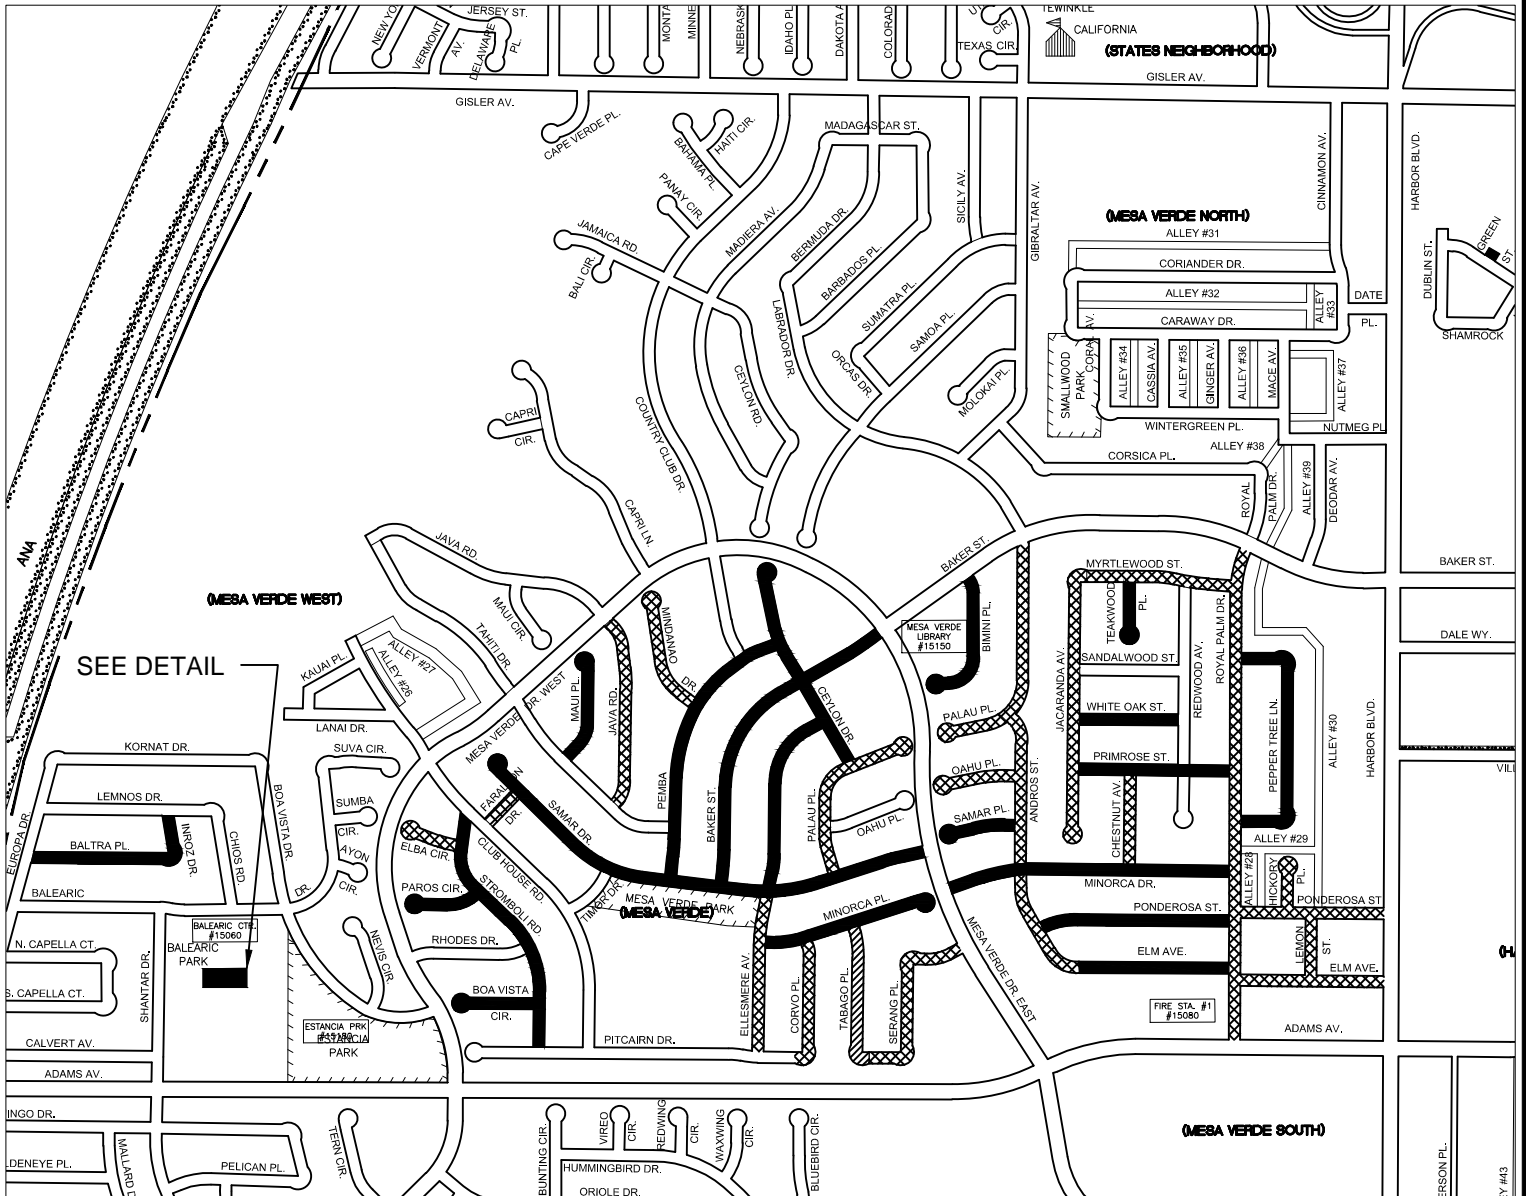 NEW YO
JERSEY ST.
VERMONT
AV.
DELAWARE
PL.
MONTA
MINNE
NEBRASK
IDAHO PL.
DAKOTA A
COLORAD
CIR.
TEXAS CIR.
TEWINKLE
CALIFORNIA
(STATES NEIGHBORHOOD)
GISLER AV.
GISLER AV.
CAPE VERDE PL.
BAHAMA PL.
HAITI CIR.
PANAY CIR.
MADAGASCAR ST.
JAMAICA RD.
BALI CIR.
MADIERA AV.
BERMUDA DR.
BARBADOS PL.
SUMATRA PL.
SAMOA PL.
SICILY AV.
GIBRALTAR AV.
CINNAMON AV.
HARBOR BLVD.
(MESA VERDE NORTH)
ALLEY #31
CORIANDER DR.
ALLEY #32
ALLEY
#33
CARAWAY DR.
DATE
PL.
DUBLIN ST.
GREEN
ST.
SHAMROCK
LABRADOR DR.
ORCAS DR.
MOLOKAI PL.
SMALLWOOD
PARK
CORAL AV.
ALLEY #34
CASSIA AV.
ALLEY #35
GINGER AV.
ALLEY #36
MACE AV.
ALLEY #37
WINTERGREEN PL.
NUTMEG PL
ALLEY #38
CORSICA PL.
ROYAL
PALM DR.
ALLEY #39
DEODAR AV.
CAPRI
CIR.
CEYLON RD.
COUNTRY CLUB DR.
CAPRI LN.
ANA
JAVA RD.
MAUI CIR.
TAHITI DR.
(MESA VERDE WEST)
SEE DETAIL
KAUAI PL.
ALLEY #27
ALLEY #26
LANAI DR.
BAKER ST.
BAKER ST.
MYRTLEWOOD ST.
TEAKWOOD
PL.
SANDALWOOD ST.
MESA VERDE
LIBRARY
#15150
BIMINI PL.
MINDANAO
DR.
MAUI PL.
JAVA RD.
MESA VERDE DR. WEST
CEYLON DR
PALAU PL.
JACARANDA AV.
WHITE OAK ST.
REDWOOD AV.
ROYAL PALM DR.
PEPPER TREE LN.
ALLEY #30
HARBOR BLVD.
DALE WY.
KORNAT DR.
SUVA CIR.
LEMNOS DR.
SUMBA
CIR.
BOA VISTA DR.
EUROPA DR.
BALTRA PL.
INROZ DR.
CHIOS RD.
AYON
CIR.
DR.
BALEARIC
FARALLON
DR.
SAMAR DR.
PEMBA
BAKER ST.
PALAU PL.
OAHU PL.
OAHU PL.
SAMAR PL.
ANDROS ST.
PRIMROSE ST.
CHESTNUT AV.
VILL
ELBA CIR.
CLUB HOUSE RD.
PAROS CIR.
STROMBOLI RD.
TIMOR DR.
MESA VERDE PARK
(MESA VERDE)
MINORCA PL.
MINORCA DR.
ALLEY #29
ALLEY #28
HICKORY
PL.
PONDEROSA ST.
PONDEROSA ST
ELM AVE.
LEMON
ST.
ELM AVE.
BALEARIC CTR.
#15060
BALEARIC
PARK
N. CAPELLA CT.
S. CAPELLA CT.
SHANTAR DR.
NEVIS CIR.
RHODES DR.
BOA VISTA
CIR.
ELLESMERE AV.
CORVO PL.
TABAGO PL.
SERANG PL.
MESA VERDE DR. EAST
FIRE STA. #1
#15080
ADAMS AV.
ESTANCIA PRK
ESTANCIA
PARK
CALVERT AV.
PITCAIRN DR.
ADAMS AV.
INGO DR.
LDENEYE PL.
MALLARD D
PELICAN PL.
TERN CIR.
BUNTING CIR.
VIREO
CIR.
REDWING
CIR.
WAXWING
CIR.
BLUEBIRD CIR.
HUMMINGBIRD DR.
ORIOLE DR.
(MESA VERDE SOUTH)
ERSON PL.
Y #43